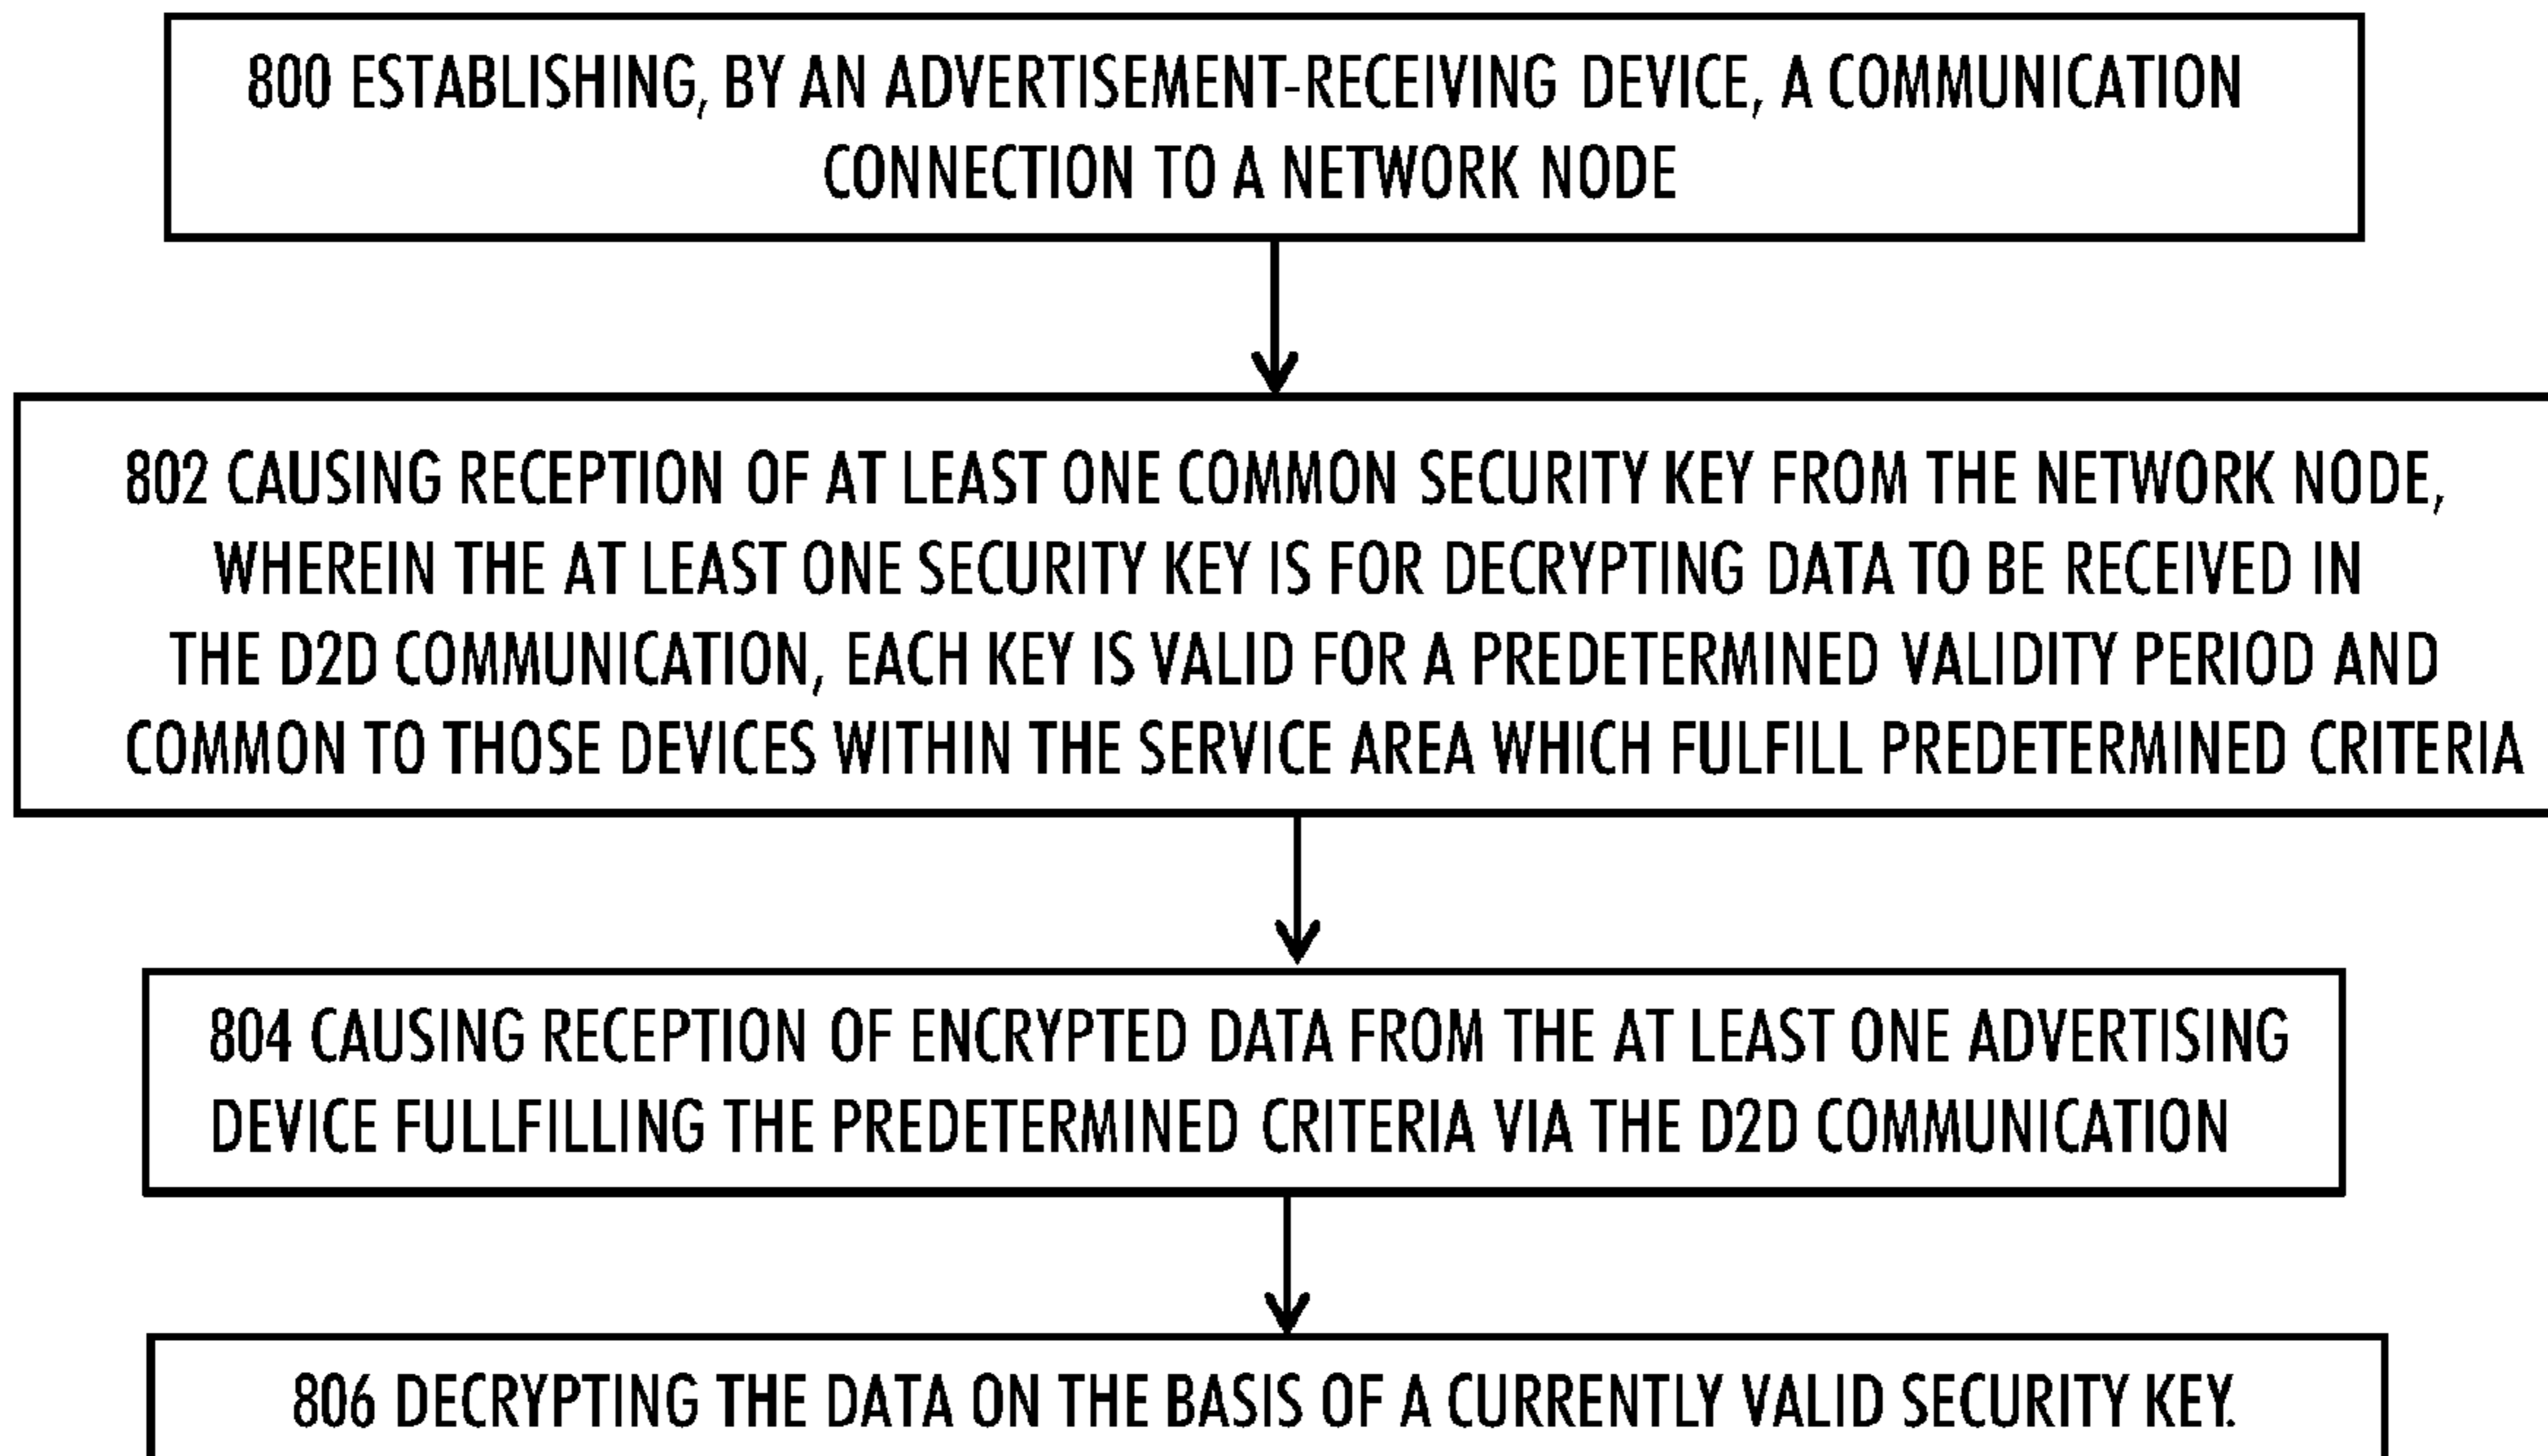 800 ESTABLISHING, BY AN ADVERTISEMENT-RECEIVING DEVICE, A COMMUNICATION
CONNECTION TO A NETWORK NODE
802 CAUSING RECEPTION OF AT LEAST ONE COMMON SECURITY KEY FROM THE NETWORK NODE,
WHEREIN THE AT LEAST ONE SECURITY KEY IS FOR DECRYPTING DATA TO BE RECEIVED IN
THE D2D COMMUNICATION, EACH KEY IS VALID FOR A PREDETERMINED VALIDITY PERIOD AND
COMMON TO THOSE DEVICES WITHIN THE SERVICE AREA WHICH FULFILL PREDETERMINED CRITERIA
804 CAUSING RECEPTION OF ENCRYPTED DATA FROM THE AT LEAST ONE ADVERTISING
DEVICE FULLFILLING THE PREDETERMINED CRITERIA VIA THE D2D COMMUNICATION
806 DECRYPTING THE DATA ON THE BASIS OF A CURRENTLY VALID SECURITY KEY.